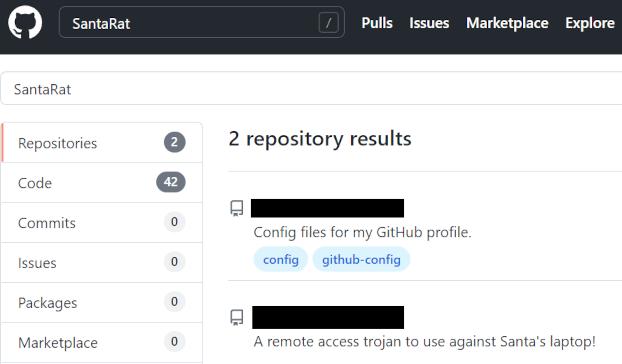 SantaRat /
Pulls Issues Marketplace Explore
SantaRat
Repositories 2
Code 42
Commits 0
Issues 0
Packages 0
Marketplace 0
2 repository results
Config files for my GitHub profile.
config github-config
A remote access trojan to use against Santa's laptop!